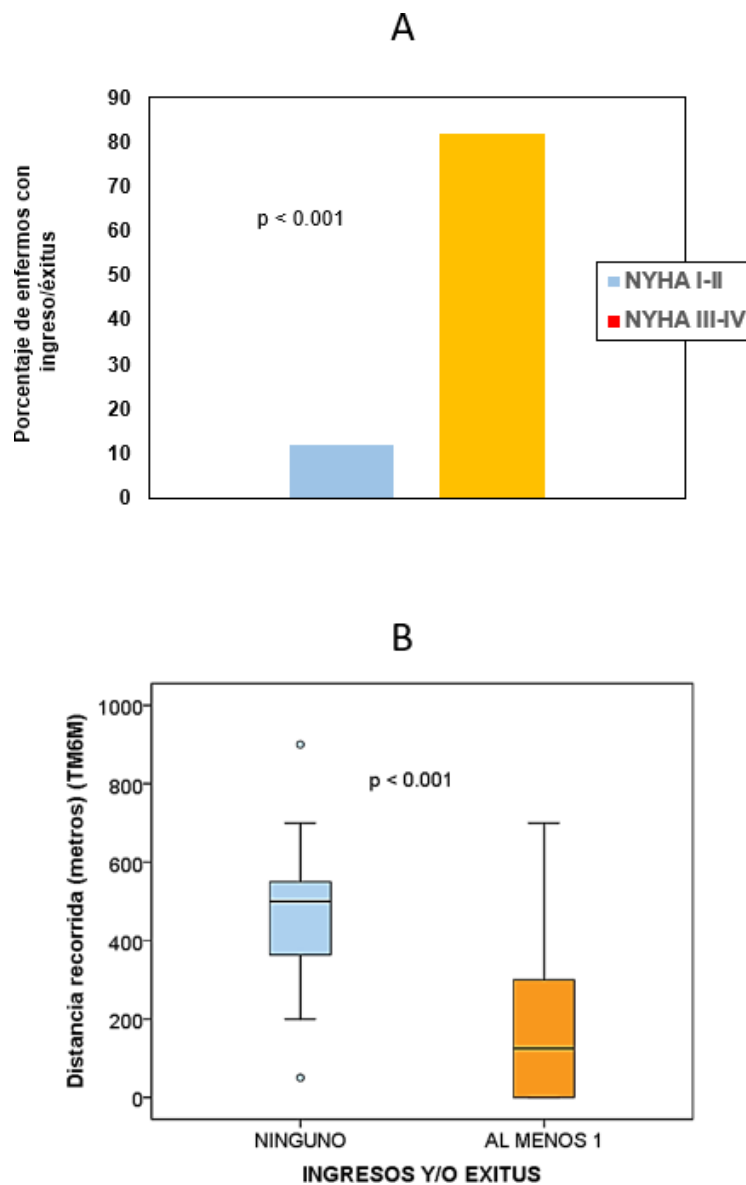 A
90
80
70
60
50
40
30
20
10
0
Porcentaje de enfermos con
ingreso/éxitus
p < 0.001
NYHA I-II
NYHA III-IV
B
1000
800
600
400
200
0
Distancia recorrida (metros) (TM6M)
p < 0.001
NINGUNO
AL MENOS 1
INGRESOS Y/O EXITUS